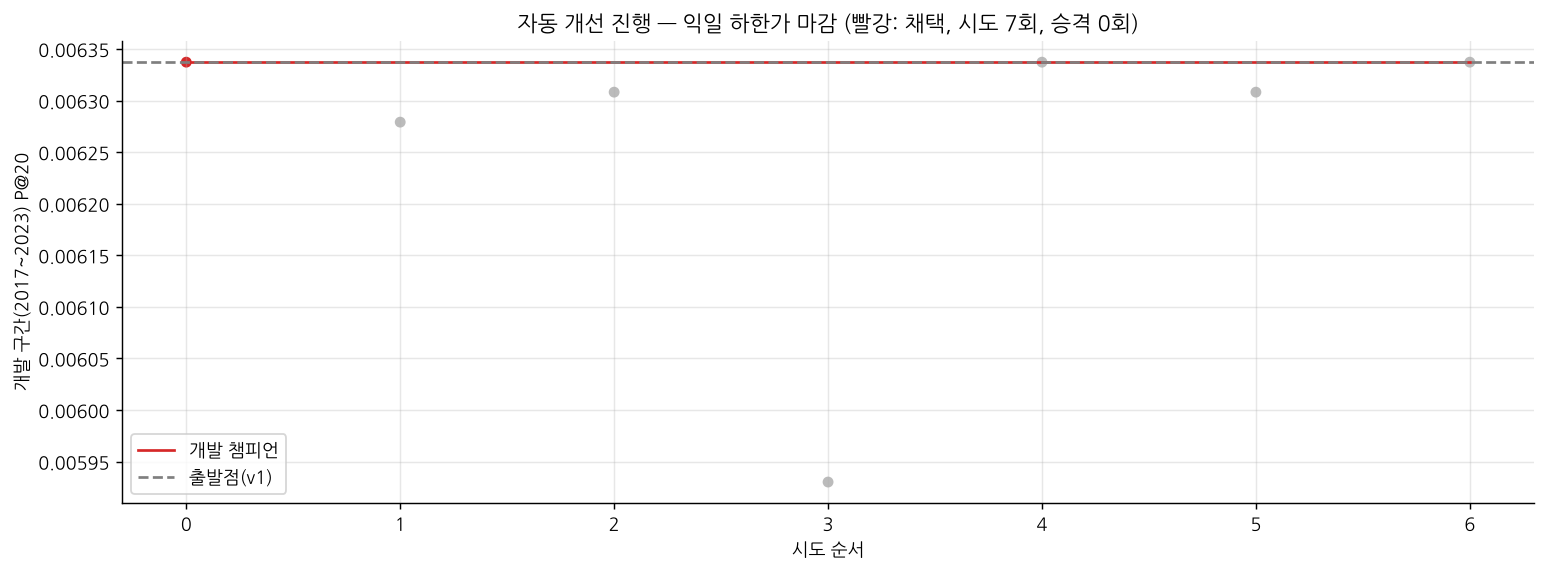 자동 개선 진행 — 익일 하한가 마감 (빨강: 채택, 시도 7회, 승격 0회)
개발 구간(2017~2023) P@20
0.00635
0.00630
0.00625
0.00620
0.00615
0.00610
0.00605
0.00600
0.00595
개발 챔피언
출발점(v1)
0 1 2 3 4 5 6
시도 순서